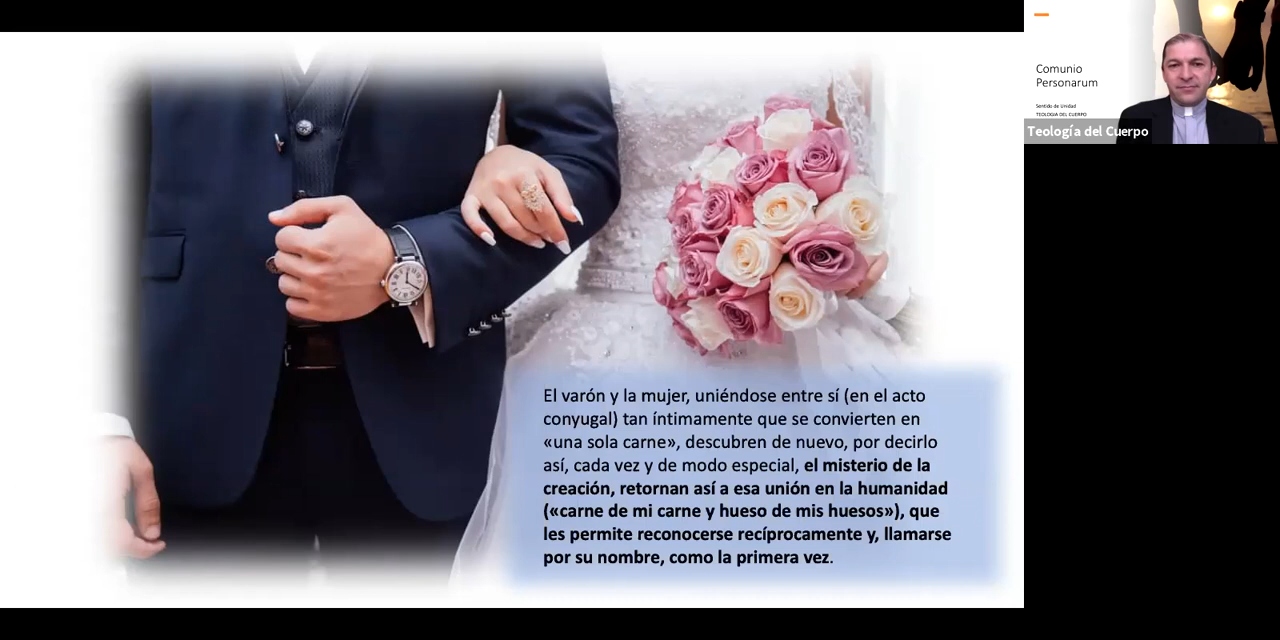 El varón y la mujer, uniéndose entre sí (en el acto
conyugal) tan íntimamente que se convierten en
«una sola carne», descubren de nuevo, por decirlo
así, cada vez y de modo especial, el misterio de la
creación, retornan así a esa unión en la humanidad
(«carne de mi carne y hueso de mis huesos»), que
les permite reconocerse recíprocamente y, llamarse
por su nombre, como la primera vez.
Comunio
Personarum
Sentido de Unidad
TEOLOGIA DEL CUERPO
Teología del Cuerpo